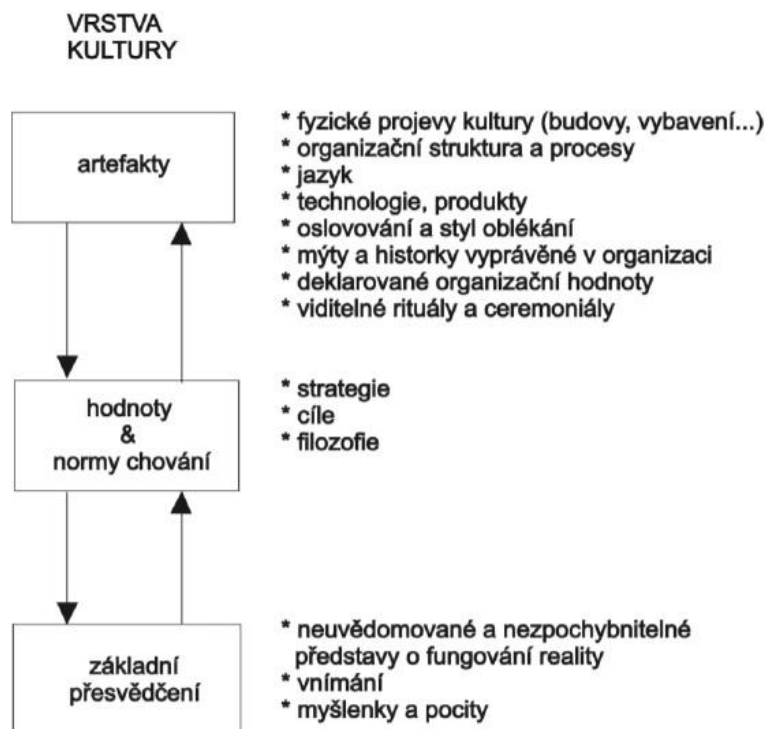 VRSTVA
KULTURY
artefakty
* fyzické projevy kultury (budovy, vybavení...)
* organizační struktura a procesy
* jazyk
* technologie, produkty
* oslovování a styl oblékání
* mýty a historky vyprávěné v organizaci
* deklarované organizační hodnoty
* viditelné rituály a ceremoniály
hodnoty
&
normy chování
* strategie
* cíle
* filozofie
základní
přesvědčení
* neuvědomované a nezpochybnitelné
představy o fungování reality
* vnímání
* myšlenky a pocity